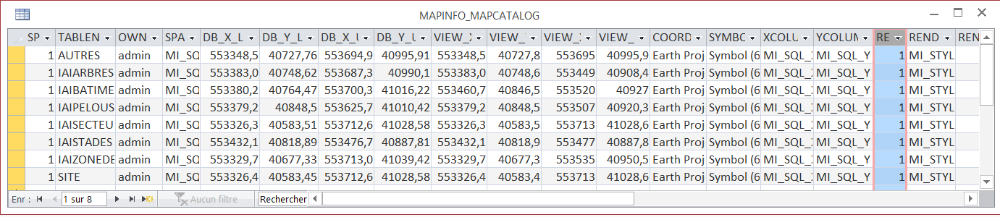 MAPINFO_MAPCATALOG
SP TABLEN OWN SPA DB_X_L DB_Y_L DB_X_U DB_Y_U VIEW_X VIEW_ VIEW_X VIEW_ COORD SYMBO XCOLU YCOLUM RE REND REN
1 AUTRES admin MI_SQ 553348,5 40727,76 553694,9 40995,91 553348,5 40727,8 553695 40995,9 Earth Proj Symbol (6 MI_SQL_X MI_SQL_Y 1 MI_STYL
1 IAIARBRES admin MI_SQ 553383,0 40748,62 553687,3 40990,1 553383,0 40748,6 553449 40908,4 Earth Proj Symbol (6 MI_SQL_X MI_SQL_Y 1 MI_STYL
1 IAIBATIME admin MI_SQ 553380,2 40764,47 553700,3 41016,22 553460,7 40846,5 553520 40927 Earth Proj Symbol (6 MI_SQL_X MI_SQL_Y 1 MI_STYL
1 IAIPELOUS admin MI_SQ 553379,2 40848,5 553625,7 41010,42 553379,2 40848,5 553507 40920,3 Earth Proj Symbol (6 MI_SQL_X MI_SQL_Y 1 MI_STYL
1 IAISECTEU admin MI_SQ 553326,3 40583,51 553712,6 41028,58 553326,3 40583,5 553713 41028,6 Earth Proj Symbol (6 MI_SQL_X MI_SQL_Y 1 MI_STYL
1 IAISTADES admin MI_SQ 553432,1 40818,89 553476,7 40887,81 553432,1 40818,9 553477 40887,8 Earth Proj Symbol (6 MI_SQL_X MI_SQL_Y 1 MI_STYL
1 IAIZONEDE admin MI_SQ 553329,7 40677,33 553713,0 41039,42 553329,7 40677,3 553535 40950,5 Earth Proj Symbol (6 MI_SQL_X MI_SQL_Y 1 MI_STYL
1 SITE admin MI_SQ 553326,4 40583,45 553712,6 41028,58 553326,4 40583,4 553713 41028,6 Earth Proj Symbol (6 MI_SQL_X MI_SQL_Y 1 MI_STYL
Enr : 1 sur 8 Aucun filtre Rechercher